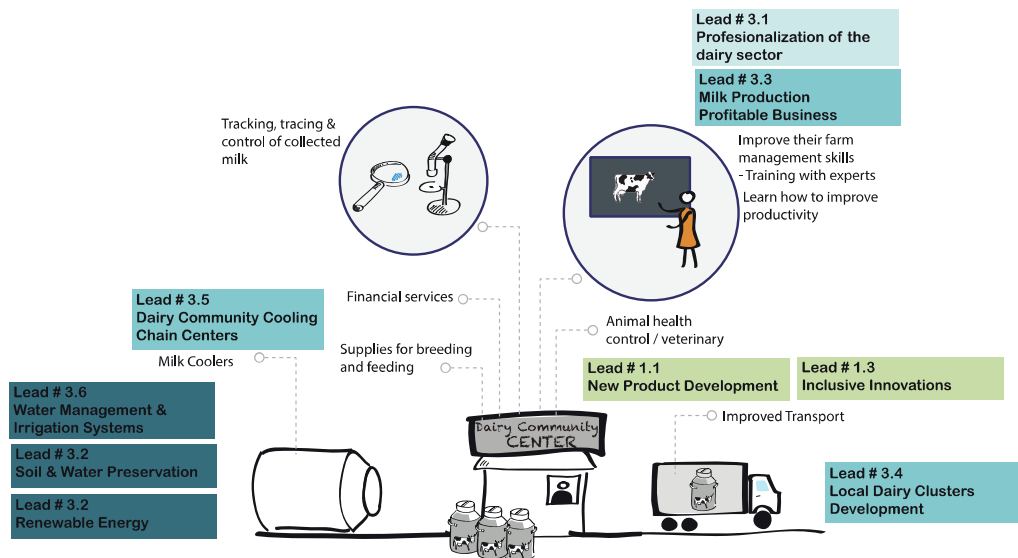 Lead # 3.1
Profesionalization of the
dairy sector
Lead # 3.3
Milk Production
Profitable Business
Tracking, tracing &
control of collected
milk
Improve their farm
management skills
- Training with experts
Learn how to improve
productivity
Lead # 3.5
Dairy Community Cooling
Chain Centers
Milk Coolers
Financial services
Supplies for breeding
and feeding
Animal health
control / veterinary
Lead # 1.1
New Product Development
Lead # 1.3
Inclusive Innovations
Improved Transport
Lead # 3.6
Water Management &
Irrigation Systems
Lead # 3.2
Soil & Water Preservation
Lead # 3.2
Renewable Energy
Dairy Community
CENTER
Lead # 3.4
Local Dairy Clusters
Development